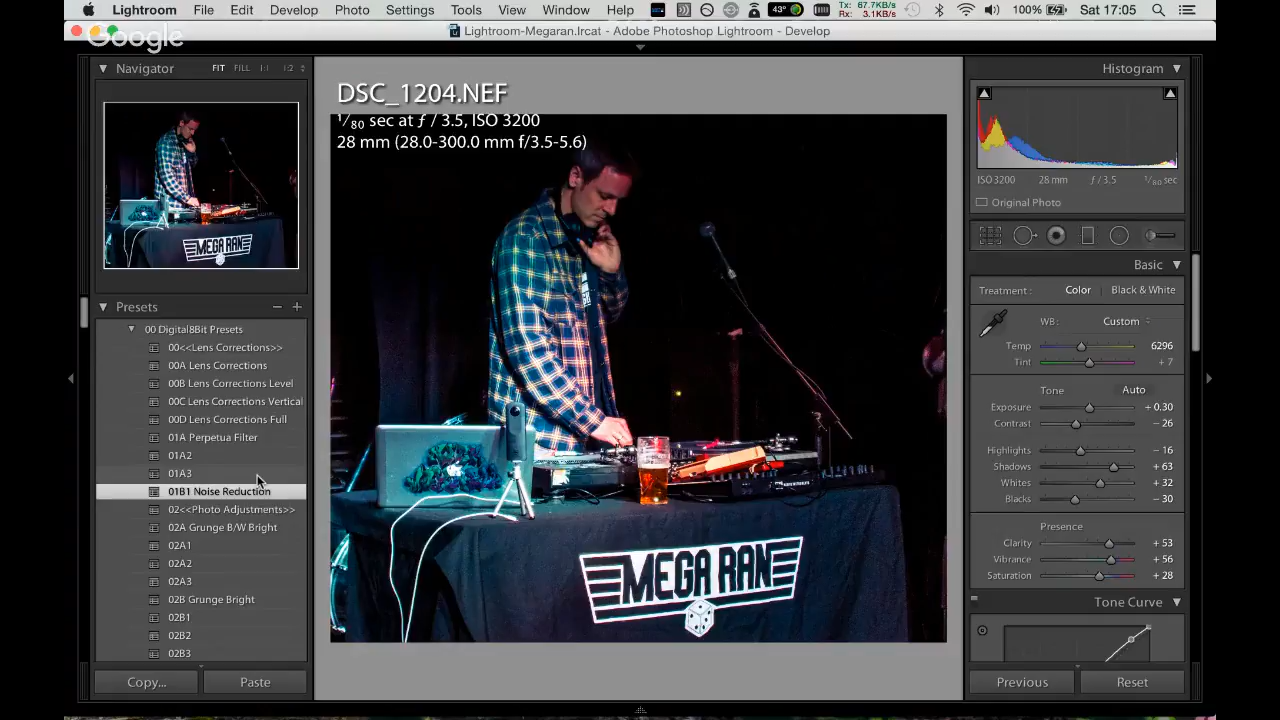 Lightroom File Edit Develop Photo Settings Tools View Window Help 43° Tx: 67.7KB/s Rx: 3.1KB/s 100% Sat 17:05
Google
Lightroom-Megaran.lrcat - Adobe Photoshop Lightroom - Develop
Navigator FIT FILL 1:1 1:2
Presets
00 Digital8Bit Presets
00<<Lens Corrections>>
00A Lens Corrections
00B Lens Corrections Level
00C Lens Corrections Vertical
00D Lens Corrections Full
01A Perpetua Filter
01A2
01A3
01B1 Noise Reduction
02<<Photo Adjustments>>
02A Grunge B/W Bright
02A1
02A2
02A3
02B Grunge Bright
02B1
02B2
02B3
Copy... Paste
DSC_1204.NEF
1/80 sec at ƒ / 3.5, ISO 3200
28 mm (28.0-300.0 mm f/3.5-5.6)
MEGA RAN
Histogram
ISO 3200 28 mm ƒ / 3.5 1/80 sec
Original Photo
Basic
Treatment : Color Black & White
WB : Custom
Temp 6296
Tint + 7
Tone Auto
Exposure + 0.30
Contrast - 26
Highlights - 16
Shadows + 63
Whites + 32
Blacks - 30
Presence
Clarity + 53
Vibrance + 56
Saturation + 28
Tone Curve
Previous Reset